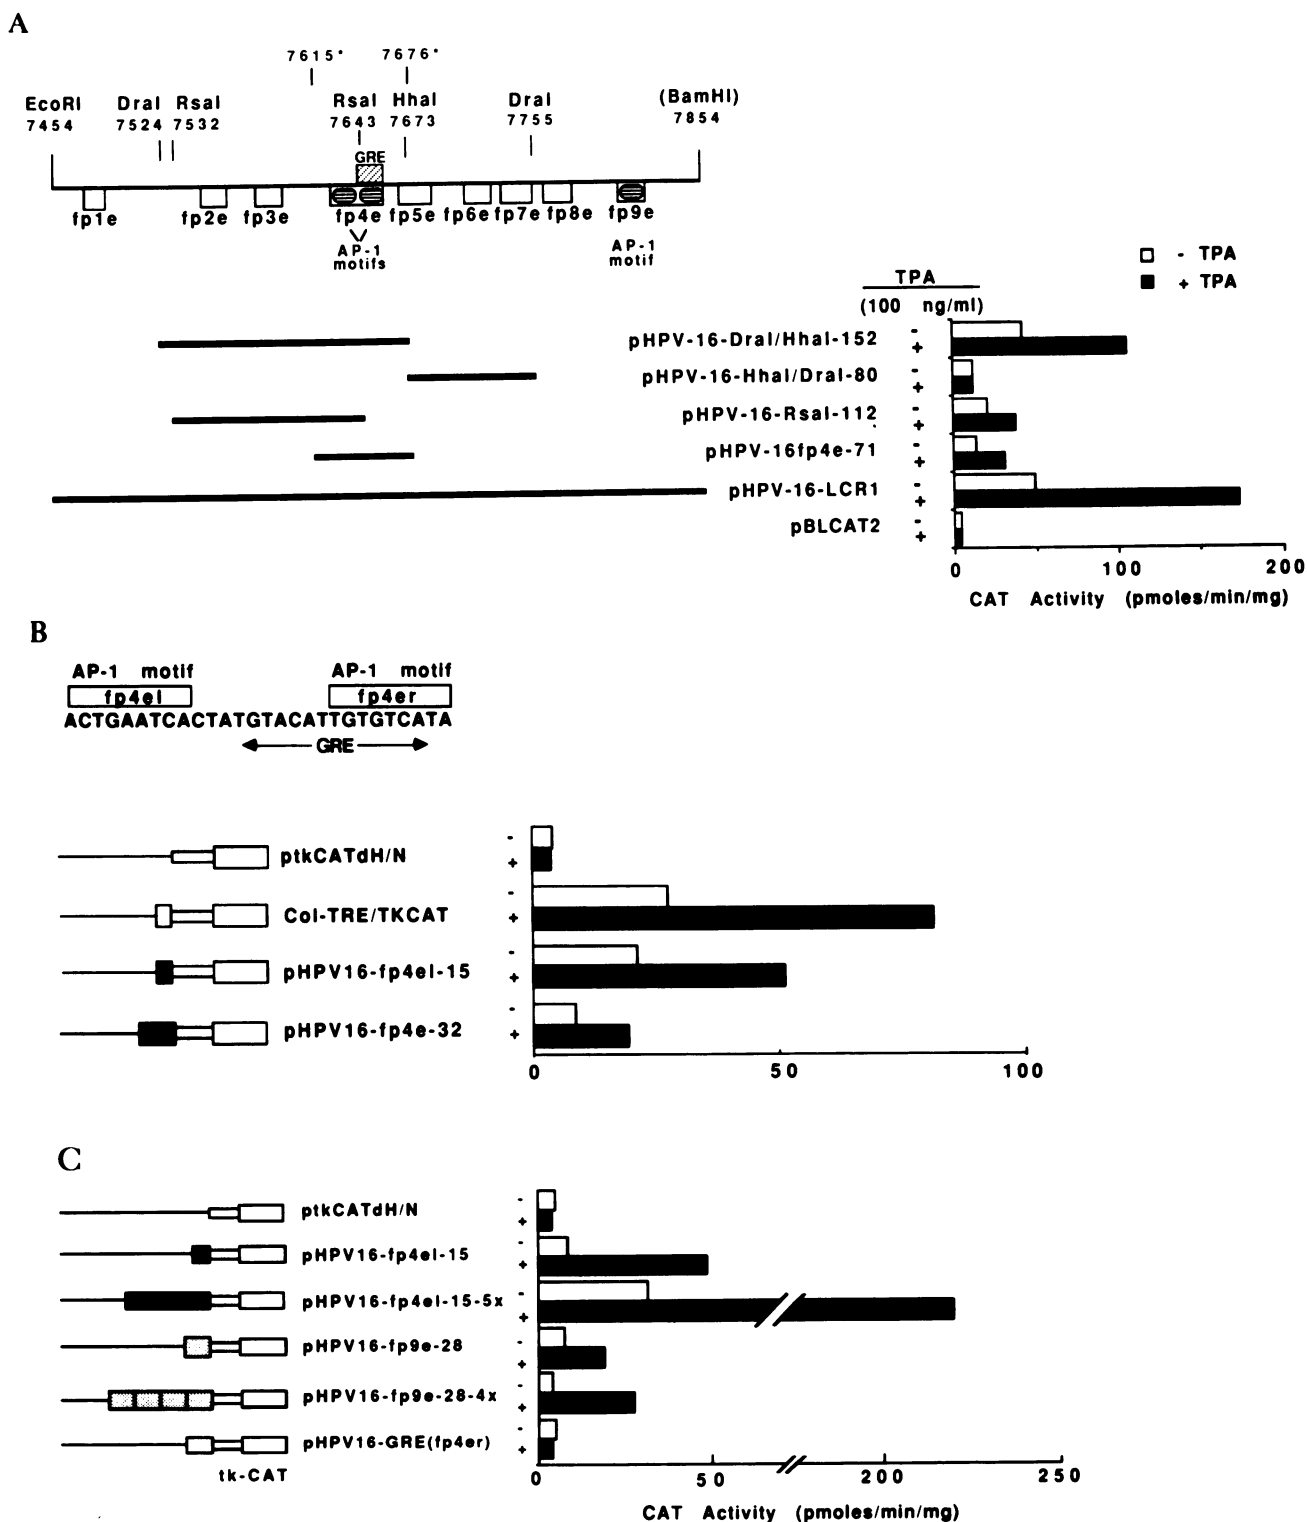 A
7615* 7676*
EcoRI DraI RsaI RsaI HhaI DraI (BamHI)
7454 7524 7532 7643 7673 7755 7854
GRE
fp1e fp2e fp3e fp4e fp5e fp6e fp7e fp8e fp9e
AP-1 motifs
AP-1 motif
- TPA
+ TPA
TPA
(100 ng/ml)
pHPV-16-DraI/HhaI-152 - +
pHPV-16-HhaI/DraI-80 - +
pHPV-16-RsaI-112 - +
pHPV-16fp4e-71 - +
pHPV-16-LCR1 - +
pBLCAT2 - +
0 100 200
CAT Activity (pmoles/min/mg)
B
AP-1 motif AP-1 motif
fp4el fp4er
ACTGAATCACTATGTACATTGTGTCATA
GRE
ptkCATdH/N - +
Col-TRE/TKCAT - +
pHPV16-fp4el-15 - +
pHPV16-fp4e-32 - +
0 50 100
C
ptkCATdH/N - +
pHPV16-fp4el-15 - +
pHPV16-fp4el-15-5x - +
pHPV16-fp9e-28 - +
pHPV16-fp9e-28-4x - +
pHPV16-GRE(fp4er) - +
tk-CAT
0 50 200 250
CAT Activity (pmoles/min/mg)